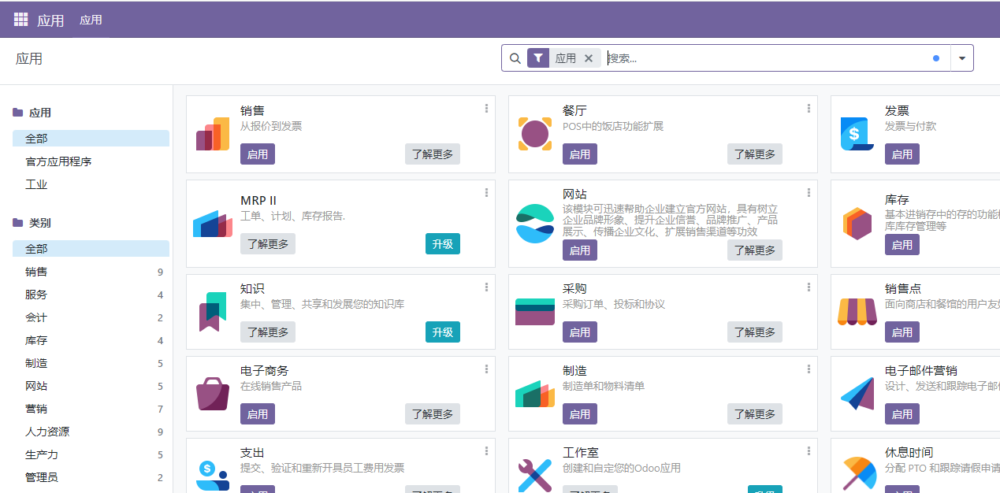 应用 应用
应用
应用 搜索...
应用
全部
官方应用程序
工业
类别
全部
销售 9
服务 4
会计 2
库存 4
制造 5
网站 5
营销 7
人力资源 9
生产力 5
管理员 2
销售
从报价到发票
启用 了解更多
餐厅
POS中的饭店功能扩展
启用 了解更多
发票
发票与付款
启用
MRP II
工单、计划、库存报告.
了解更多 升级
网站
该模块可迅速帮助企业建立官方网站，具有树立
企业品牌形象、提升企业信誉、品牌推广、产品
展示、传播企业文化、扩展销售渠道等功效
启用 了解更多
库存
基本进销存中的存的功能
库库存管理等
启用
知识
集中、管理、共享和发展您的知识库
了解更多 升级
采购
采购订单、投标和协议
启用 了解更多
销售点
面向商店和餐馆的用户友
启用
电子商务
在线销售产品
启用 了解更多
制造
制造单和物料清单
启用 了解更多
电子邮件营销
设计、发送和跟踪电子邮
启用
支出
提交、验证和重新开具员工费用发票
工作室
创建和自定您的Odoo应用
休息时间
分配 PTO 和跟踪请假申请